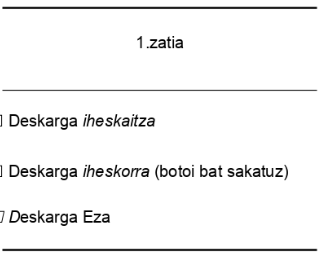 1.zatia
▯ Deskarga iheskaitza
▯ Deskarga iheskorra (botoi bat sakatuz)
▯ Deskarga Eza